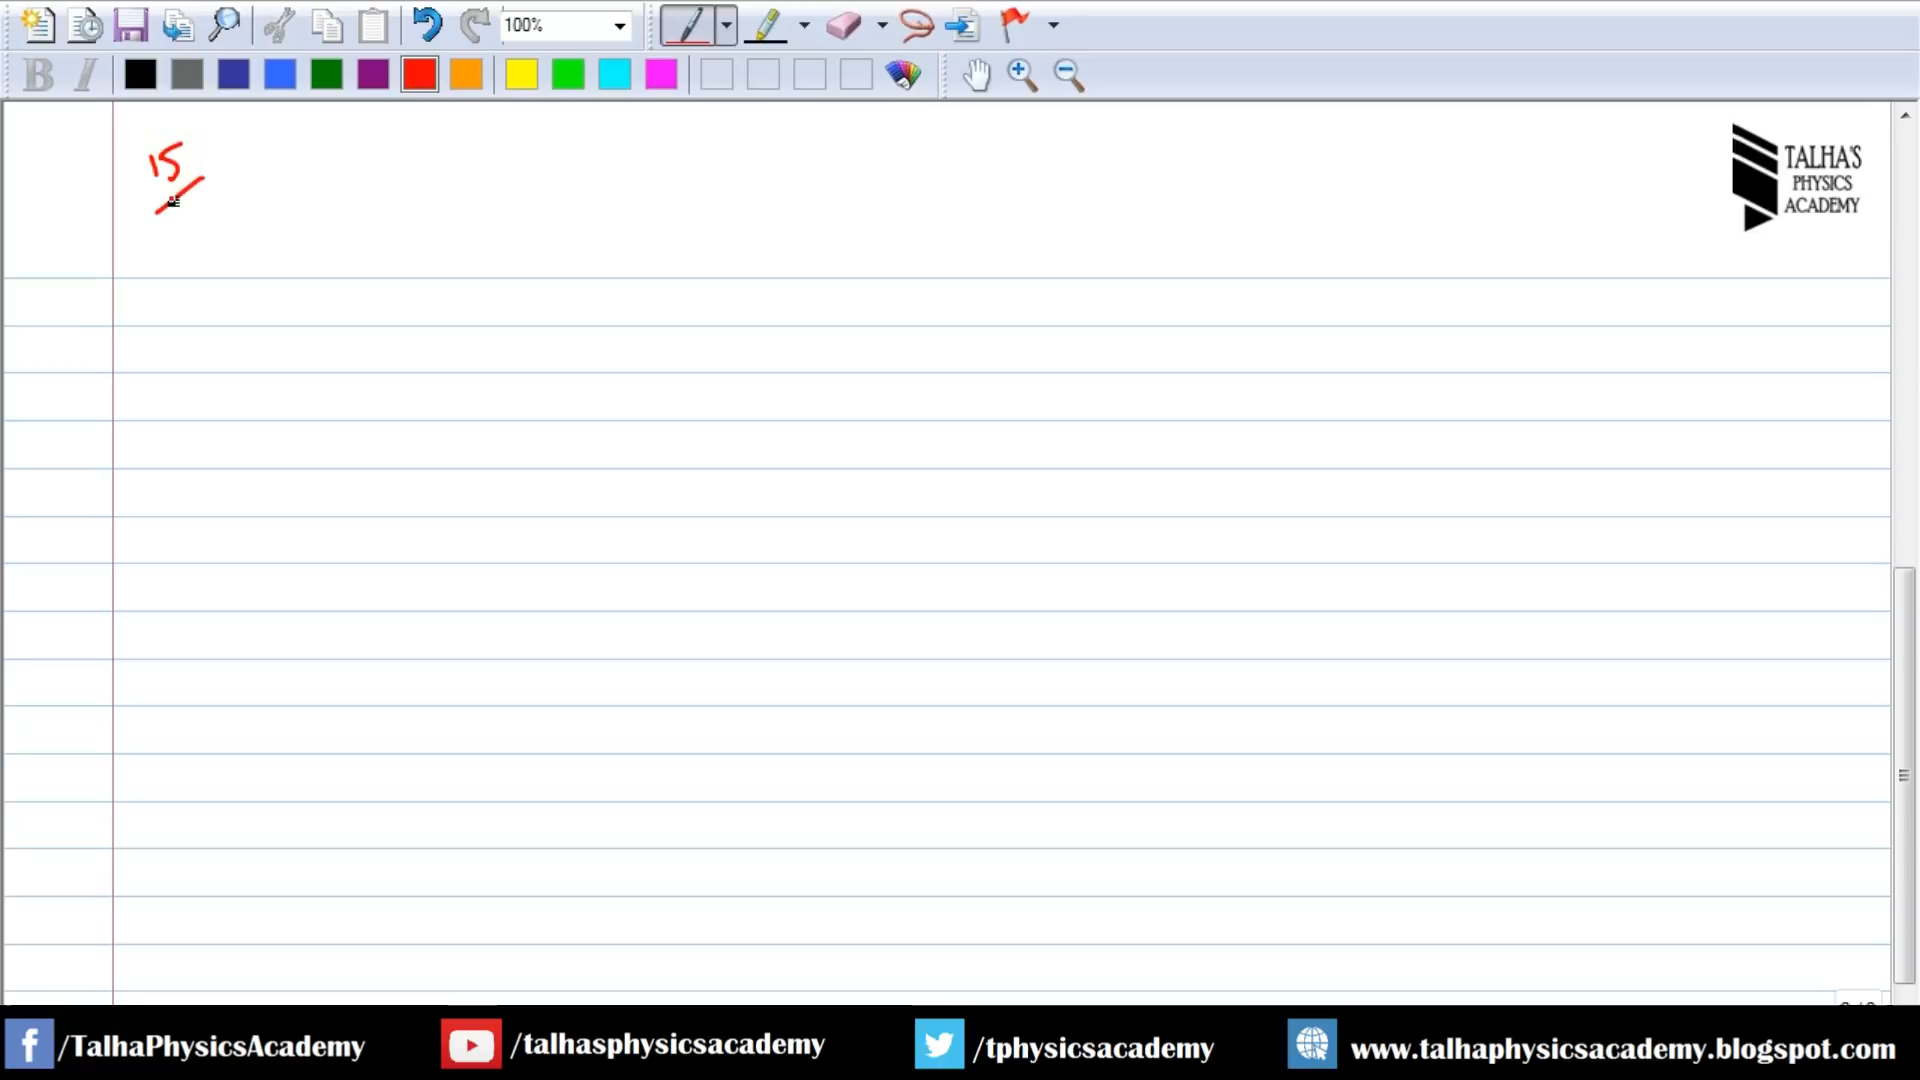 100%
B I
15
TALHA'S
PHYSICS
ACADEMY
/TalhaPhysicsAcademy /talhasphysicsacademy /tphysicsacademy www.talhaphysicsacademy.blogspot.com